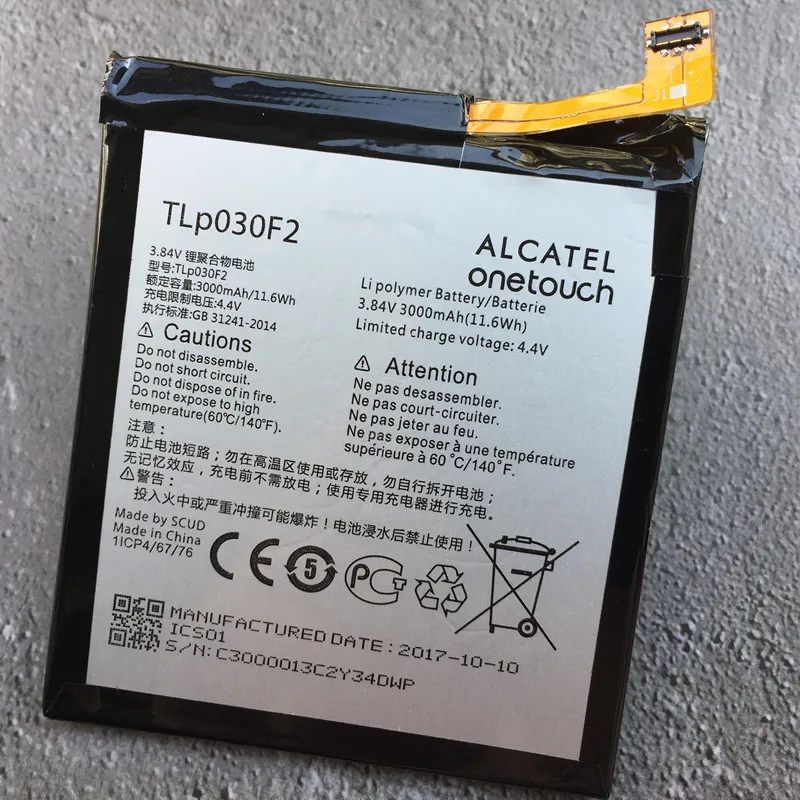 J1
TLp030F2
3.84V 锂聚合物电池
型号:TLp030F2
额定容量:3000mAh/11.6Wh
充电限制电压:4.4V
执行标准:GB 31241-2014
⚠ Cautions
Do not disassemble.
Do not short circuit.
Do not dispose of in fire.
Do not expose to high
temperature(60℃/140℉).
ALCATEL
onetouch
Li polymer Battery/Batterie
3.84V 3000mAh(11.6Wh)
Limited charge voltage: 4.4V
⚠ Attention
Ne pas desassembler.
Ne pas court-circuiter.
Ne pas jeter au feu.
Ne pas exposer à une température
supérieure à 60 ℃/140℉.
注意:
防止电池短路;勿在高温区使用或存放,勿自行拆开电池;
无记忆效应,充电前不需放电;使用专用充电器进行充电。
⚠警告:
投入火中或严重冲撞可能爆炸!电池浸水后禁止使用!
Made by SCUD
Made in China
1ICP4/67/76
CE 5 PCT
MANUFACTURED DATE : 2017-10-10
ICS01
S/N: C3000013C2Y34DWP